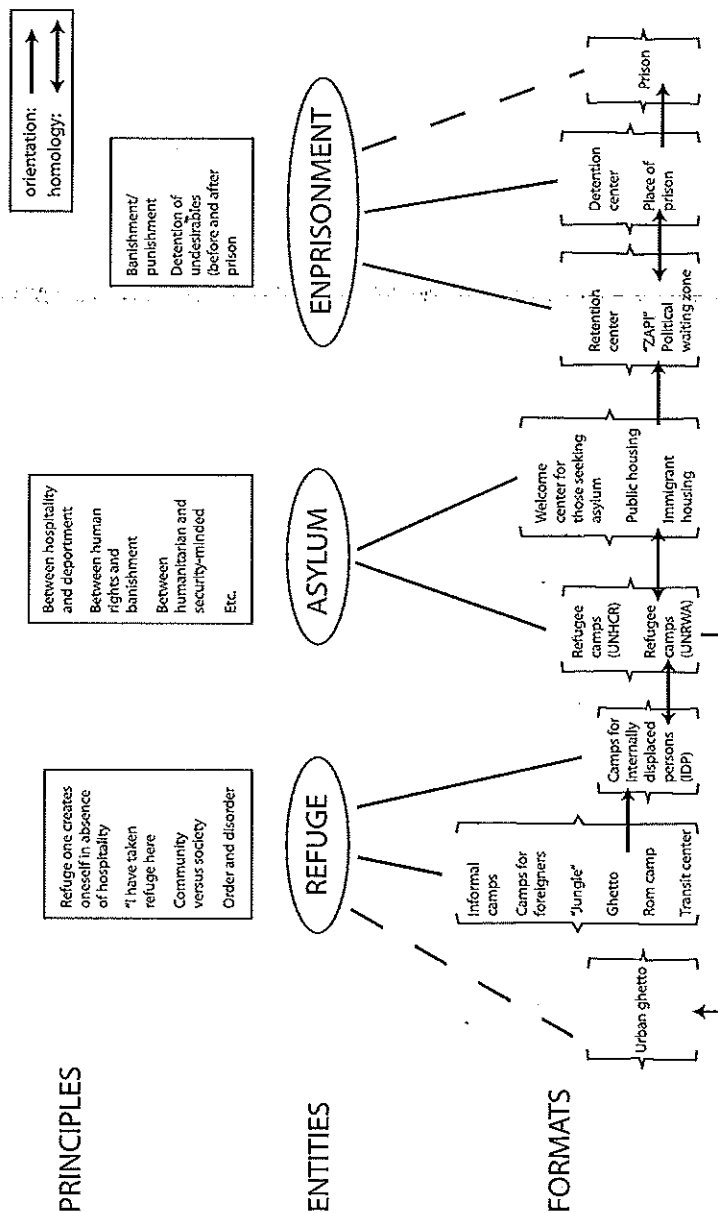 orientation:
homology:
PRINCIPLES
Refuge one creates
oneself in absence
of hospitality
"I have taken
refuge here
Community
versus society
Order and disorder
Between hospitality
and deportment
Between human
rights and
banishment
Between
humanitarian and
security-minded
Etc.
Banishment/
punishment
Detention of
undesirables
(before and after
prison
ENTITIES
REFUGE
ASYLUM
ENPRISONMENT
FORMATS
Urban ghetto
Informal
camps
Camps for
foreigners
"Jungle"
Ghetto
Rom camp
Transit center
Camps for
internally
displaced
persons
(IDP)
Refugee
camps
(UNHCR)
Refugee
camps
(UNRWA)
Welcome
center for
those seeking
asylum
Public housing
Immigrant
housing
Retention
center
"ZAPI"
Political
waiting zone
Detention
center
Place of
prison
Prison